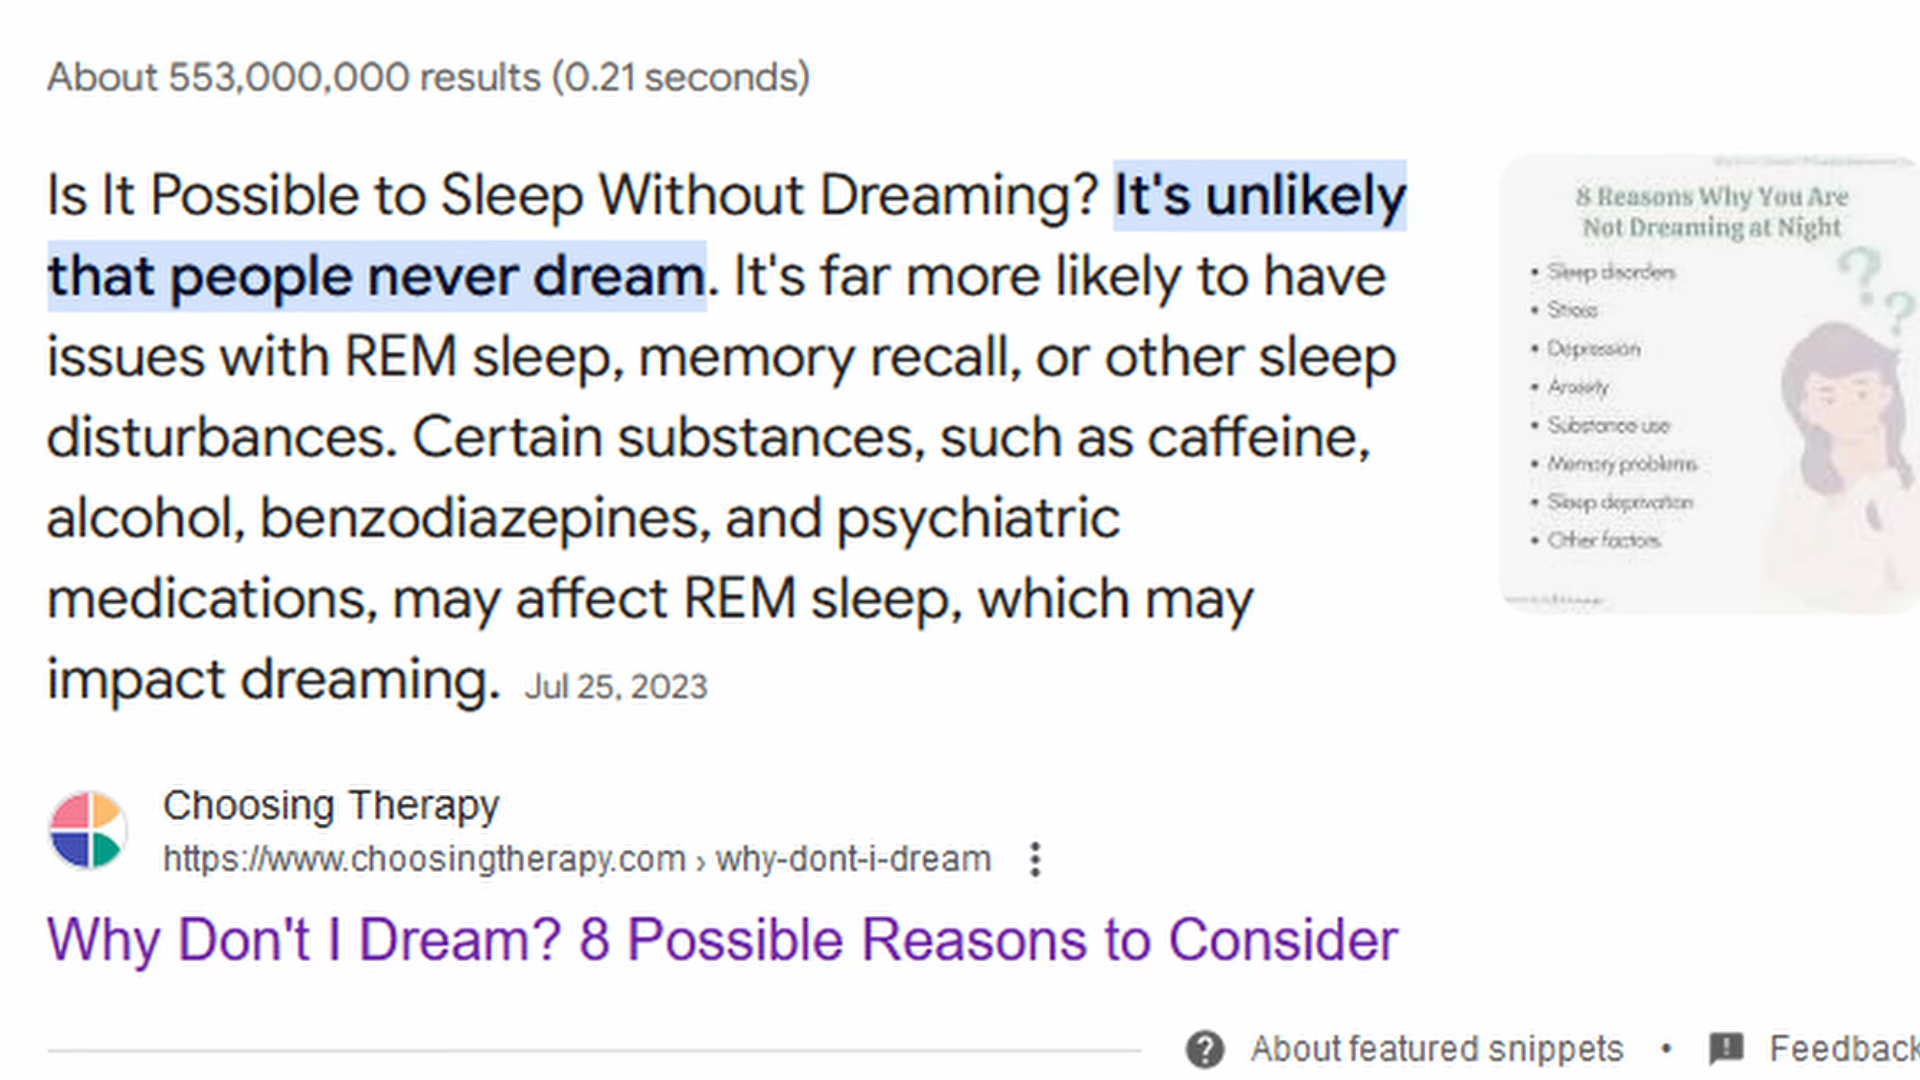 About 553,000,000 results (0.21 seconds)
Is It Possible to Sleep Without Dreaming? It's unlikely
that people never dream. It's far more likely to have
issues with REM sleep, memory recall, or other sleep
disturbances. Certain substances, such as caffeine,
alcohol, benzodiazepines, and psychiatric
medications, may affect REM sleep, which may
impact dreaming. Jul 25, 2023
8 Reasons Why You Are
Not Dreaming at Night
• Sleep disorders
• Stress
• Depression
• Anxiety
• Substance use
• Memory problems
• Sleep deprivation
• Other factors
Choosing Therapy
https://www.choosingtherapy.com › why-dont-i-dream
Why Don't I Dream? 8 Possible Reasons to Consider
About featured snippets • Feedback